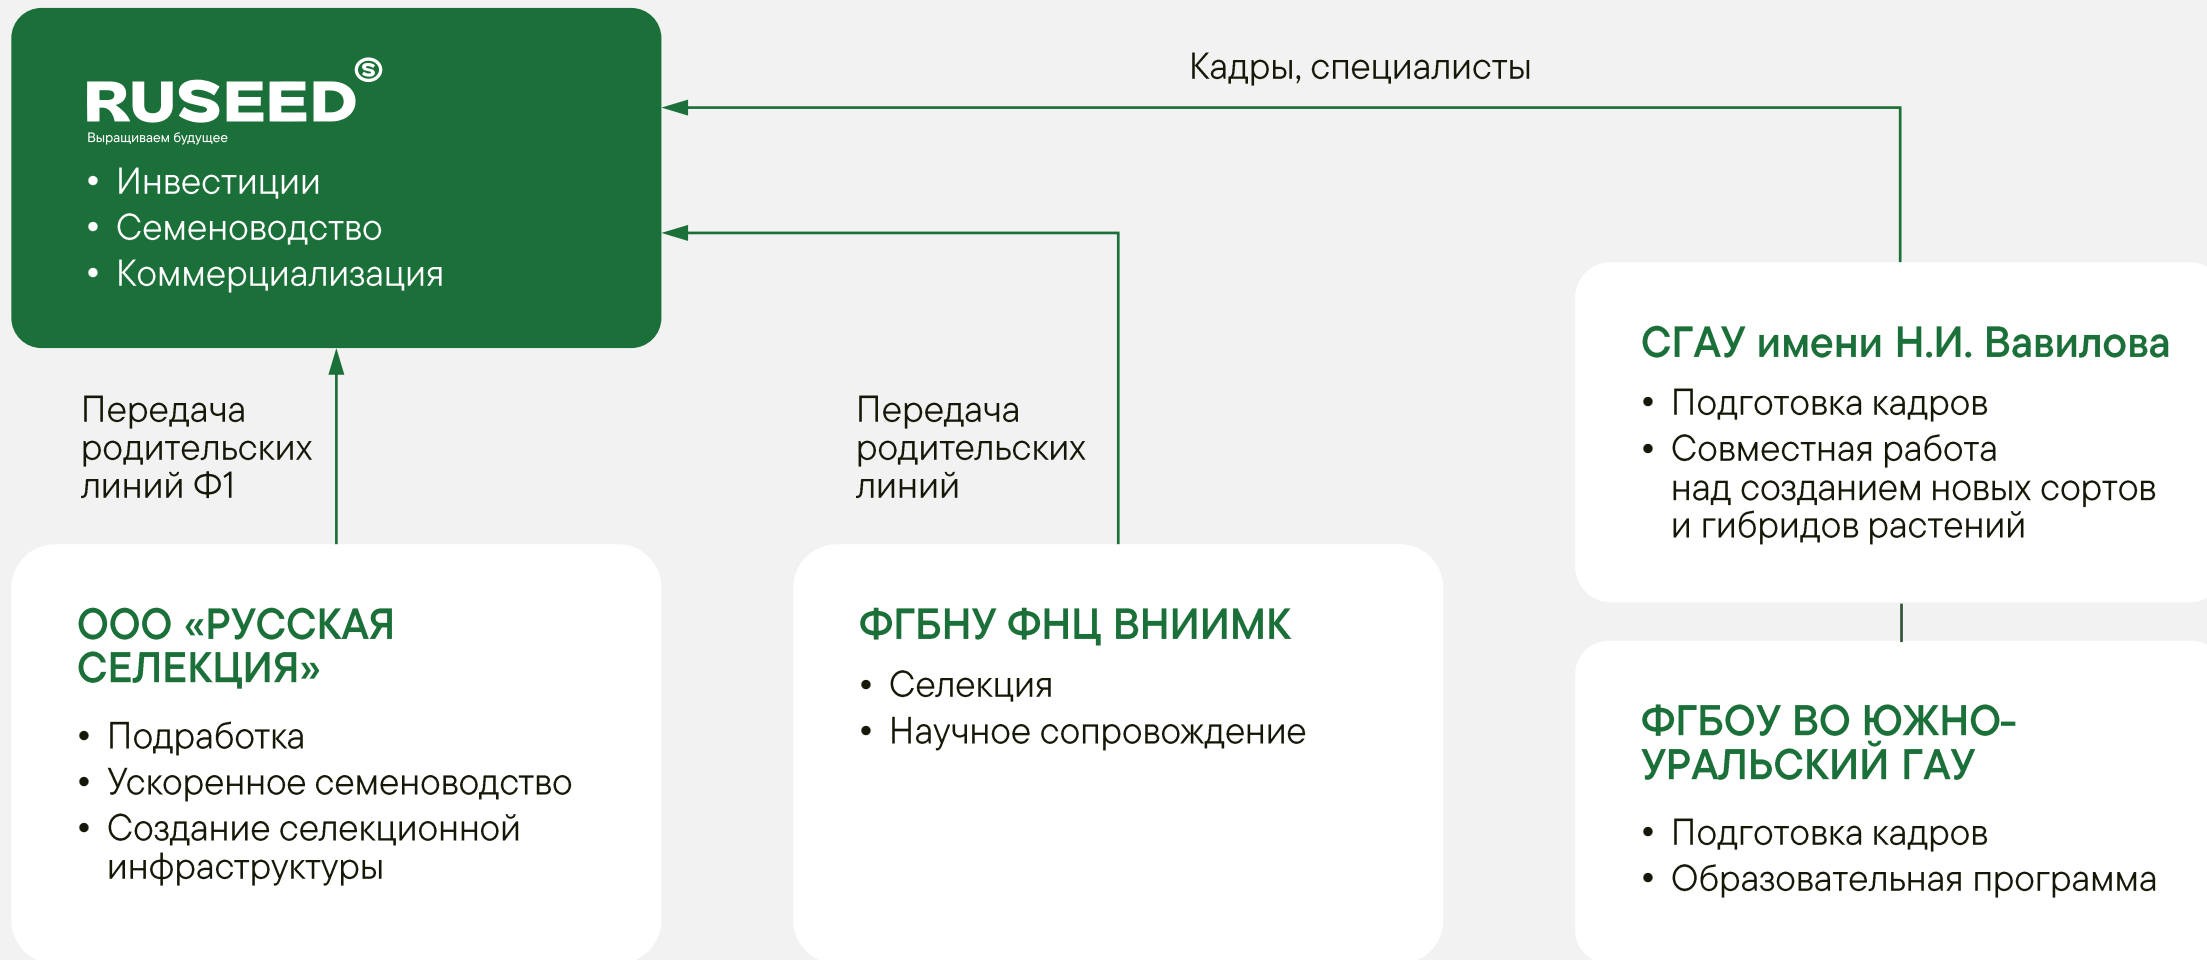 RUSEED
Ⓢ
Выращиваем будущее
• Инвестиции
• Семеноводство
• Коммерциализация
Кадры, специалисты
Передача
родительских
линий Ф1
Передача
родительских
линий
СГАУ имени Н.И. Вавилова
• Подготовка кадров
• Совместная работа
над созданием новых сортов
и гибридов растений
ООО «РУССКАЯ
СЕЛЕКЦИЯ»
• Подработка
• Ускоренное семеноводство
• Создание селекционной
инфраструктуры
ФГБНУ ФНЦ ВНИИМК
• Селекция
• Научное сопровождение
ФГБОУ ВО ЮЖНО-
УРАЛЬСКИЙ ГАУ
• Подготовка кадров
• Образовательная программа